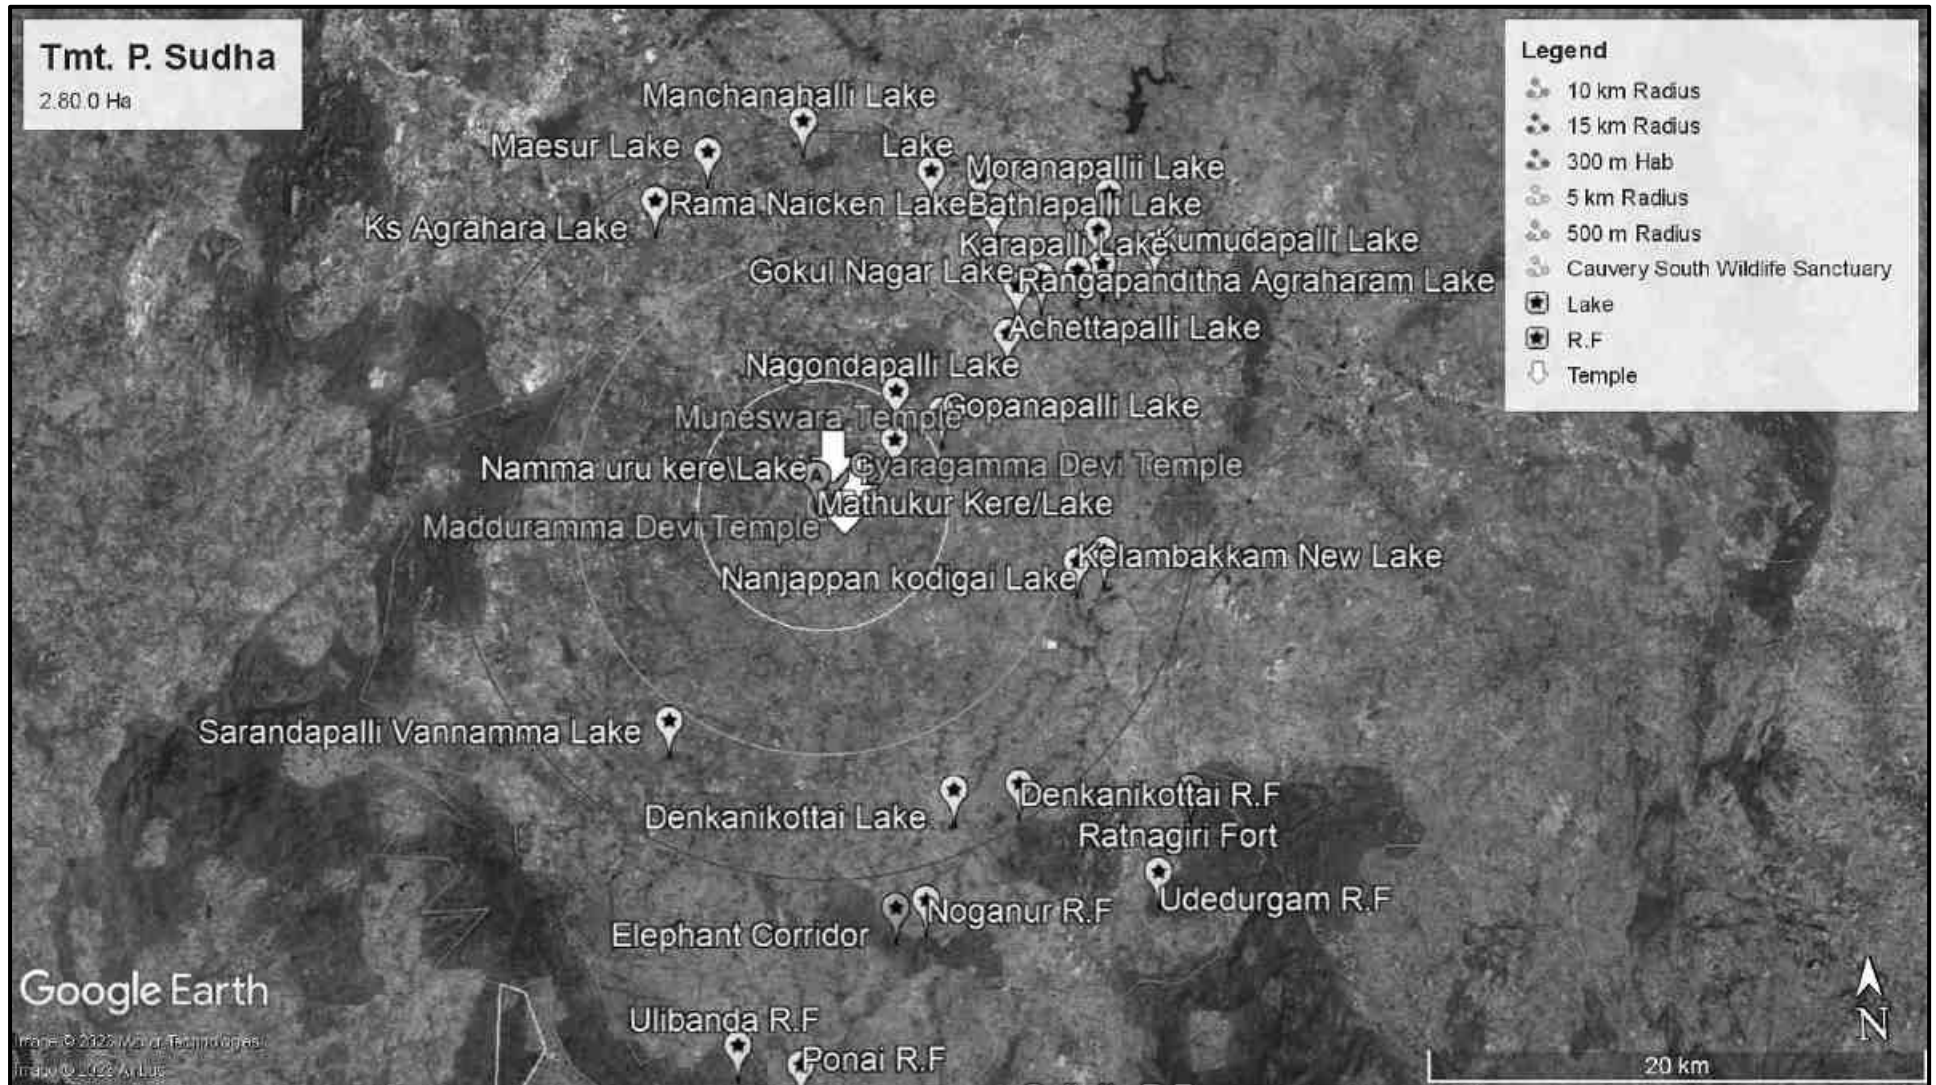 Tmt. P. Sudha
2.80.0 Ha
Legend
10 km Radius
15 km Radius
300 m Hab
5 km Radius
500 m Radius
Cauvery South Wildlife Sanctuary
Lake
R.F
Temple
Manchanahalli Lake
Maesur Lake
Lake
Moranapallii Lake
Rama Naicken Lake
Bathlapalli Lake
Ks Agrahara Lake
Karapalli Lake
Kumudapalli Lake
Gokul Nagar Lake
Rangapanditha Agraharam Lake
Achettapalli Lake
Nagondapalli Lake
Gopanapalli Lake
Muneswara Temple
Namma uru kere\Lake
A
Gyaragamma Devi Temple
Mathukur Kere/Lake
Madduramma Devi Temple
Kelambakkam New Lake
Nanjappan kodigai Lake
Sarandapalli Vannamma Lake
Denkanikottai R.F
Denkanikottai Lake
Ratnagiri Fort
Udedurgam R.F
Noganur R.F
Elephant Corridor
Google Earth
Ulibanda R.F
Ponai R.F
N
20 km